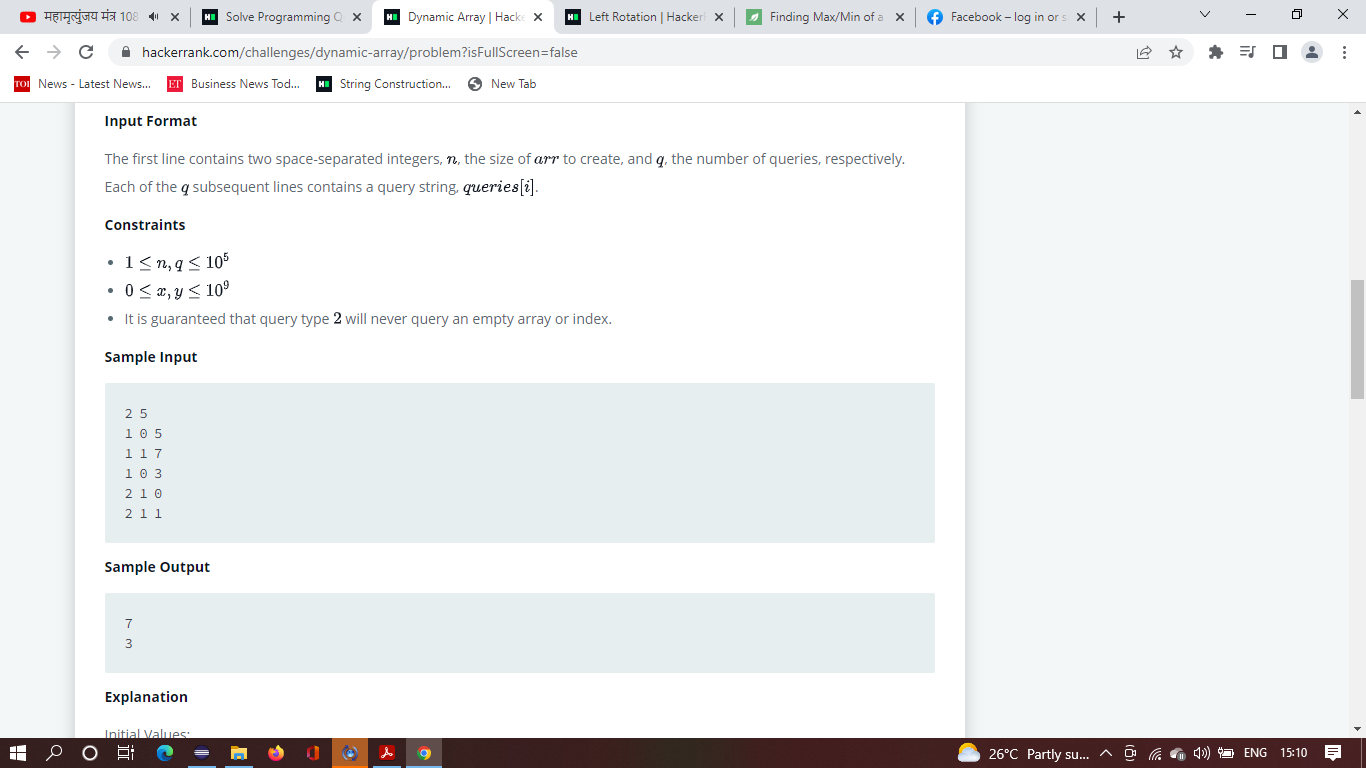 महामृत्युंजय मंत्र 108
Solve Programming Q
Dynamic Array | Hacke
Left Rotation | Hacker
Finding Max/Min of a
Facebook – log in or s
hackerrank.com/challenges/dynamic-array/problem?isFullScreen=false
TOI News - Latest News...
ET Business News Tod...
H String Construction...
New Tab
Input Format
The first line contains two space-separated integers, n, the size of arr to create, and q, the number of queries, respectively.
Each of the q subsequent lines contains a query string, queries[i].
Constraints
• 1 ≤ n, q ≤ 10⁵
• 0 ≤ x, y ≤ 10⁹
• It is guaranteed that query type 2 will never query an empty array or index.
Sample Input
2 5
1 0 5
1 1 7
1 0 3
2 1 0
2 1 1
Sample Output
7
3
Explanation
Initial Values:
26°C Partly su... ENG 15:10